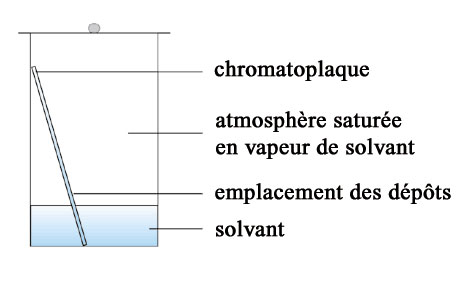 chromatoplaque
atmosphère saturée
en vapeur de solvant
emplacement des dépôts
solvant